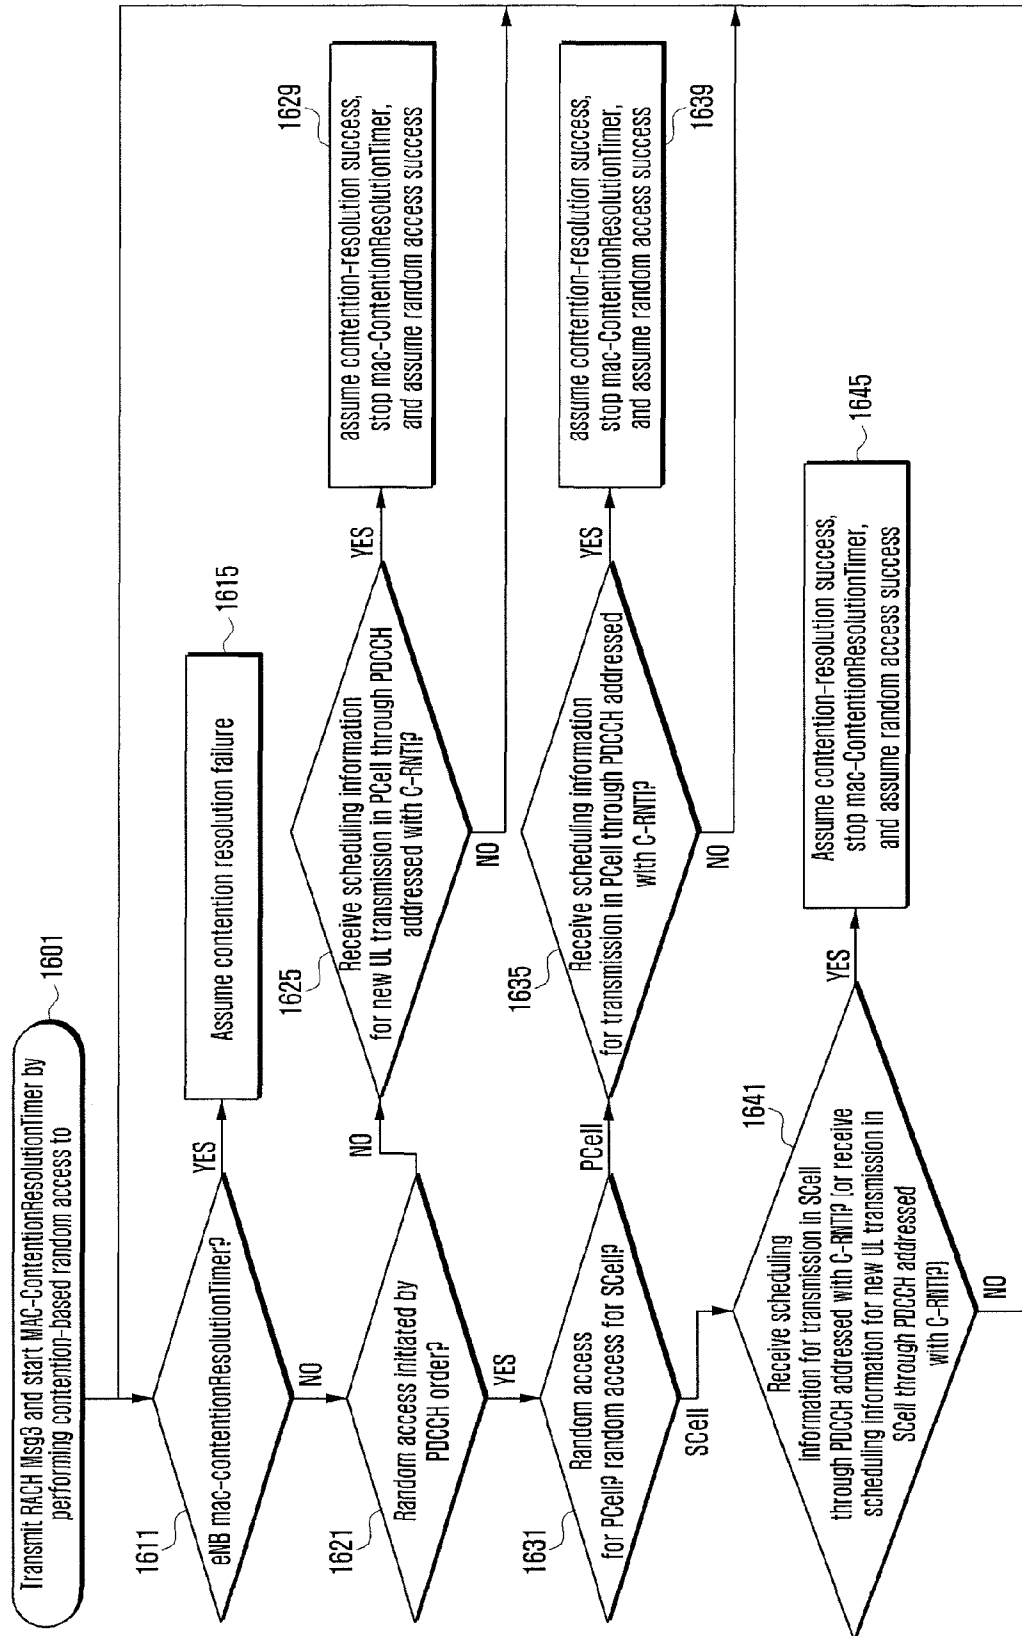 1601
Transmit RACH Msg3 and start MAC-ContentionResolutionTimer by
performing contention-based random access to
1611
eNB mac-contentionResolutionTimer?
YES
NO
1615
Assume contention resolution failure
1621
Random access initiated by
PDCCH order?
NO
YES
1625
Receive scheduling information
for new UL transmission in PCell through PDCCH
addressed with C-RNTI?
YES
NO
1629
assume contention-resolution success,
stop mac-ContentionResolutionTimer,
and assume random access success
1631
Random access
for PCell? random access for SCell?
PCell
SCell
1635
Receive scheduling information
for transmission in PCell through PDCCH addressed
with C-RNTI?
YES
NO
1639
assume contention-resolution success,
stop mac-ContentionResolutionTimer,
and assume random access success
1641
Receive scheduling
information for transmission in SCell
through PDCCH addressed with C-RNTI? [or receive
scheduling information for new UL transmission in
SCell through PDCCH addressed
with C-RNTI?]
YES
NO
1645
Assume contention-resolution success,
stop mac-ContentionResolutionTimer,
and assume random access success